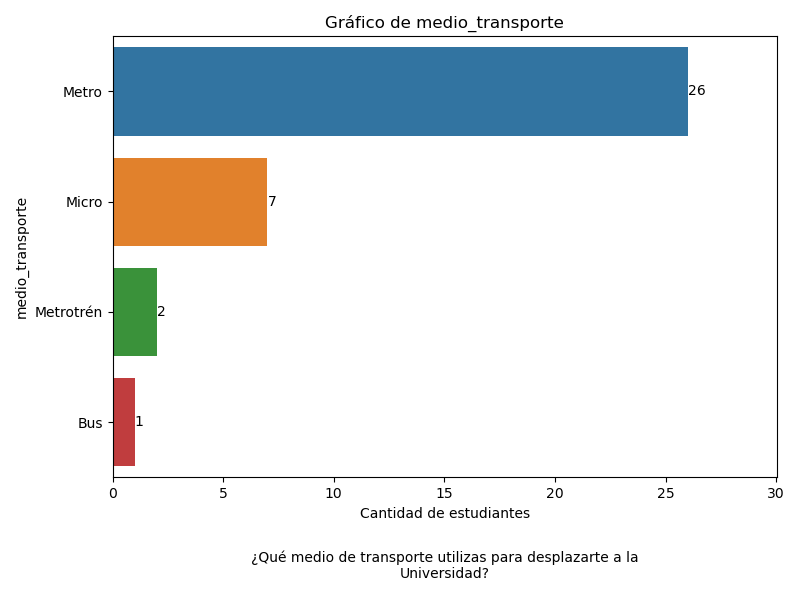 Gráfico de medio_transporte
medio_transporte
Metro
26
Micro
7
Metrotrén
2
Bus
1
0 5 10 15 20 25 30
Cantidad de estudiantes
¿Qué medio de transporte utilizas para desplazarte a la
Universidad?